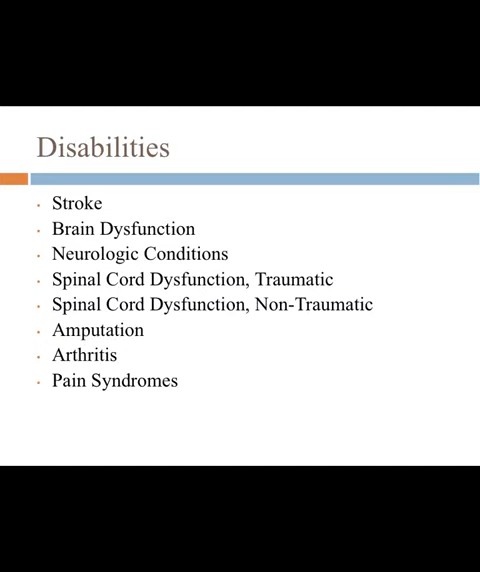 Disabilities
· Stroke
· Brain Dysfunction
· Neurologic Conditions
· Spinal Cord Dysfunction, Traumatic
· Spinal Cord Dysfunction, Non-Traumatic
· Amputation
· Arthritis
· Pain Syndromes